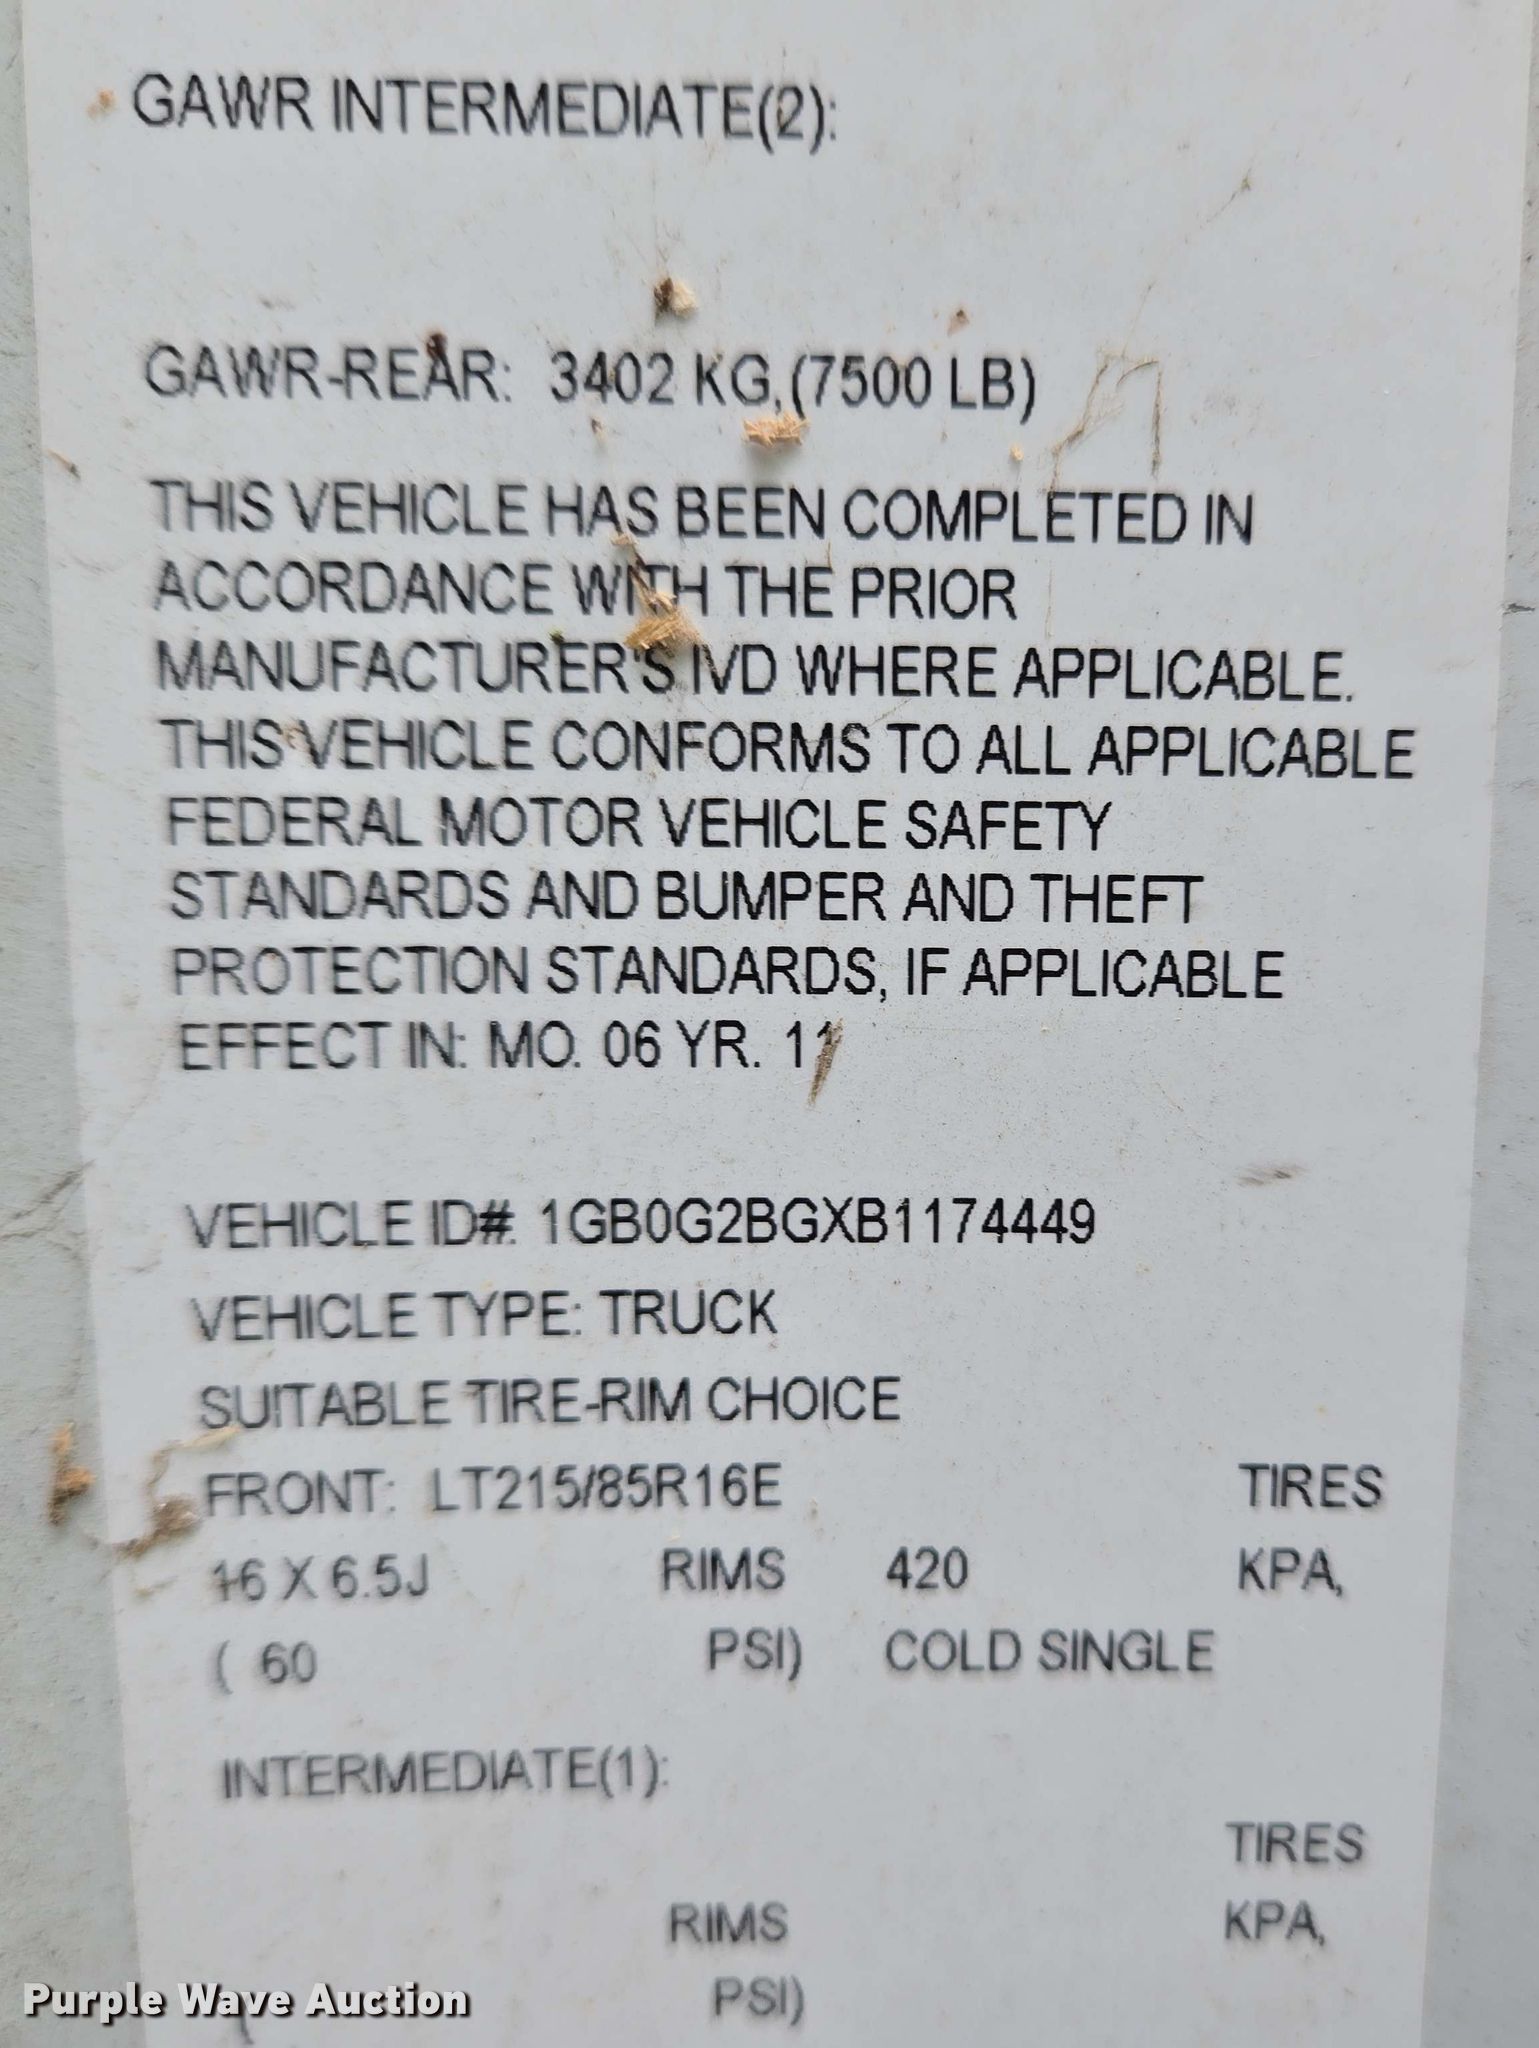 GAWR INTERMEDIATE(2):
GAWR-REAR: 3402 KG, (7500 LB)
THIS VEHICLE HAS BEEN COMPLETED IN
ACCORDANCE WITH THE PRIOR
MANUFACTURER'S IVD WHERE APPLICABLE.
THIS VEHICLE CONFORMS TO ALL APPLICABLE
FEDERAL MOTOR VEHICLE SAFETY
STANDARDS AND BUMPER AND THEFT
PROTECTION STANDARDS, IF APPLICABLE
EFFECT IN: MO. 06 YR. 11
VEHICLE ID#: 1GB0G2BGXB1174449
VEHICLE TYPE: TRUCK
SUITABLE TIRE-RIM CHOICE
FRONT: LT215/85R16E TIRES
16 X 6.5J RIMS 420 KPA,
( 60 PSI) COLD SINGLE
INTERMEDIATE(1):
TIRES
RIMS KPA,
( PSI)
Purple Wave Auction